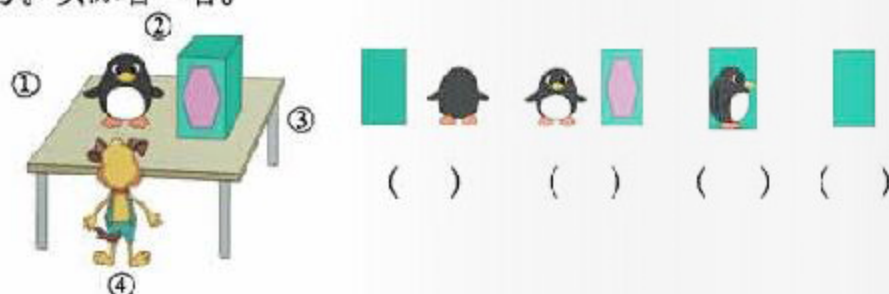 ②
①
③
( ) ( ) ( ) ( )
④